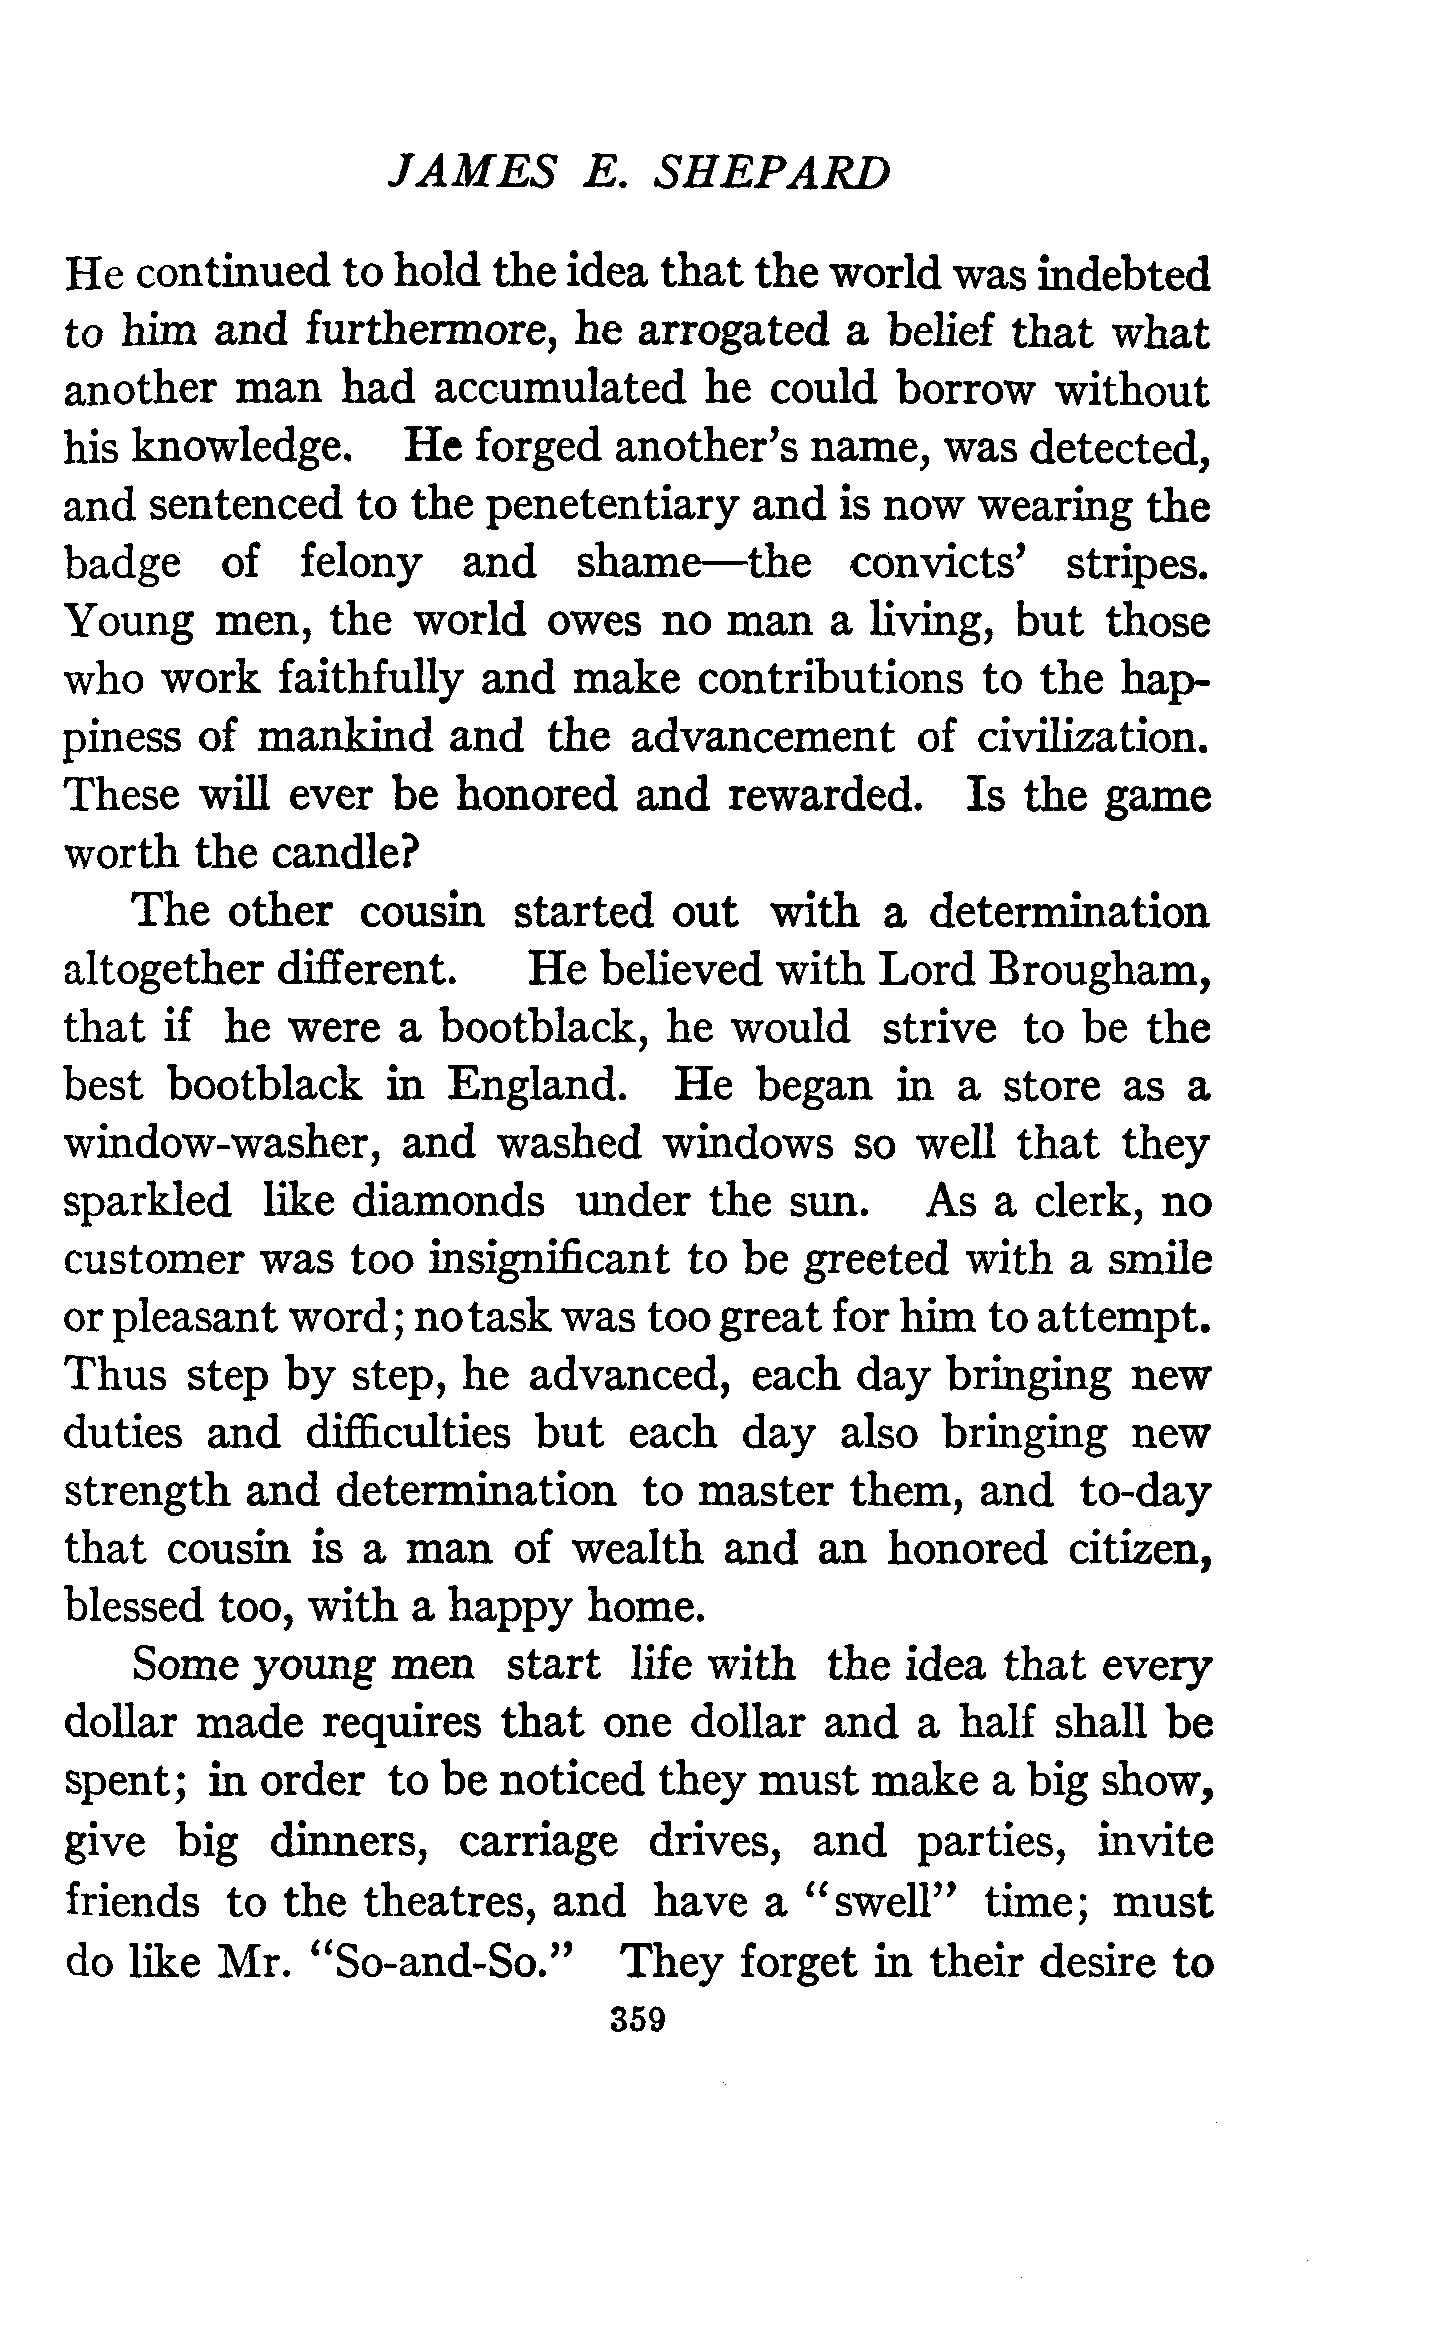 JAMES E. SHEPARD
He continued to hold the idea that the world was indebted
to him and furthermore, he arrogated a belief that what
another man had accumulated he could borrow without
his knowledge. He forged another's name, was detected,
and sentenced to the penetentiary and is now wearing the
badge of felony and shame—the convicts' stripes.
Young men, the world owes no man a living, but those
who work faithfully and make contributions to the hap-
piness of mankind and the advancement of civilization.
These will ever be honored and rewarded. Is the game
worth the candle?
The other cousin started out with a determination
altogether different. He believed with Lord Brougham,
that if he were a bootblack, he would strive to be the
best bootblack in England. He began in a store as a
window-washer, and washed windows so well that they
sparkled like diamonds under the sun. As a clerk, no
customer was too insignificant to be greeted with a smile
or pleasant word; no task was too great for him to attempt.
Thus step by step, he advanced, each day bringing new
duties and difficulties but each day also bringing new
strength and determination to master them, and to-day
that cousin is a man of wealth and an honored citizen,
blessed too, with a happy home.
Some young men start life with the idea that every
dollar made requires that one dollar and a half shall be
spent; in order to be noticed they must make a big show,
give big dinners, carriage drives, and parties, invite
friends to the theatres, and have a "swell" time; must
do like Mr. "So-and-So." They forget in their desire to
359